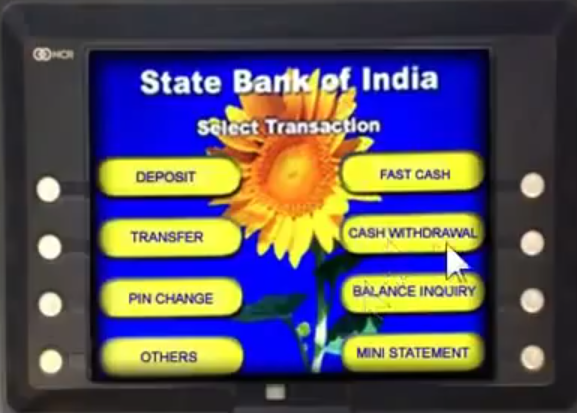 NCR
State Bank of India
Select Transaction
DEPOSIT
FAST CASH
TRANSFER
CASH WITHDRAWAL
PIN CHANGE
BALANCE INQUIRY
OTHERS
MINI STATEMENT